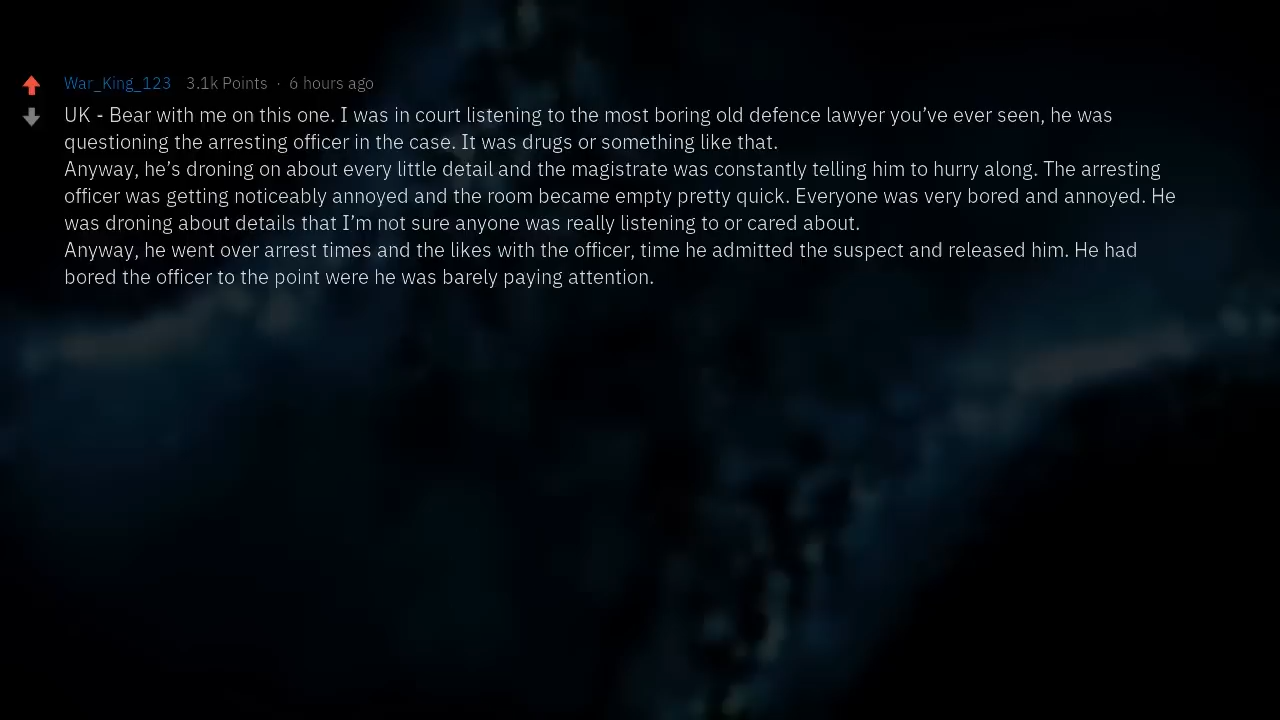 War_King_123 3.1k Points · 6 hours ago
UK - Bear with me on this one. I was in court listening to the most boring old defence lawyer you’ve ever seen, he was
questioning the arresting officer in the case. It was drugs or something like that.
Anyway, he’s droning on about every little detail and the magistrate was constantly telling him to hurry along. The arresting
officer was getting noticeably annoyed and the room became empty pretty quick. Everyone was very bored and annoyed. He
was droning about details that I’m not sure anyone was really listening to or cared about.
Anyway, he went over arrest times and the likes with the officer, time he admitted the suspect and released him. He had
bored the officer to the point were he was barely paying attention.